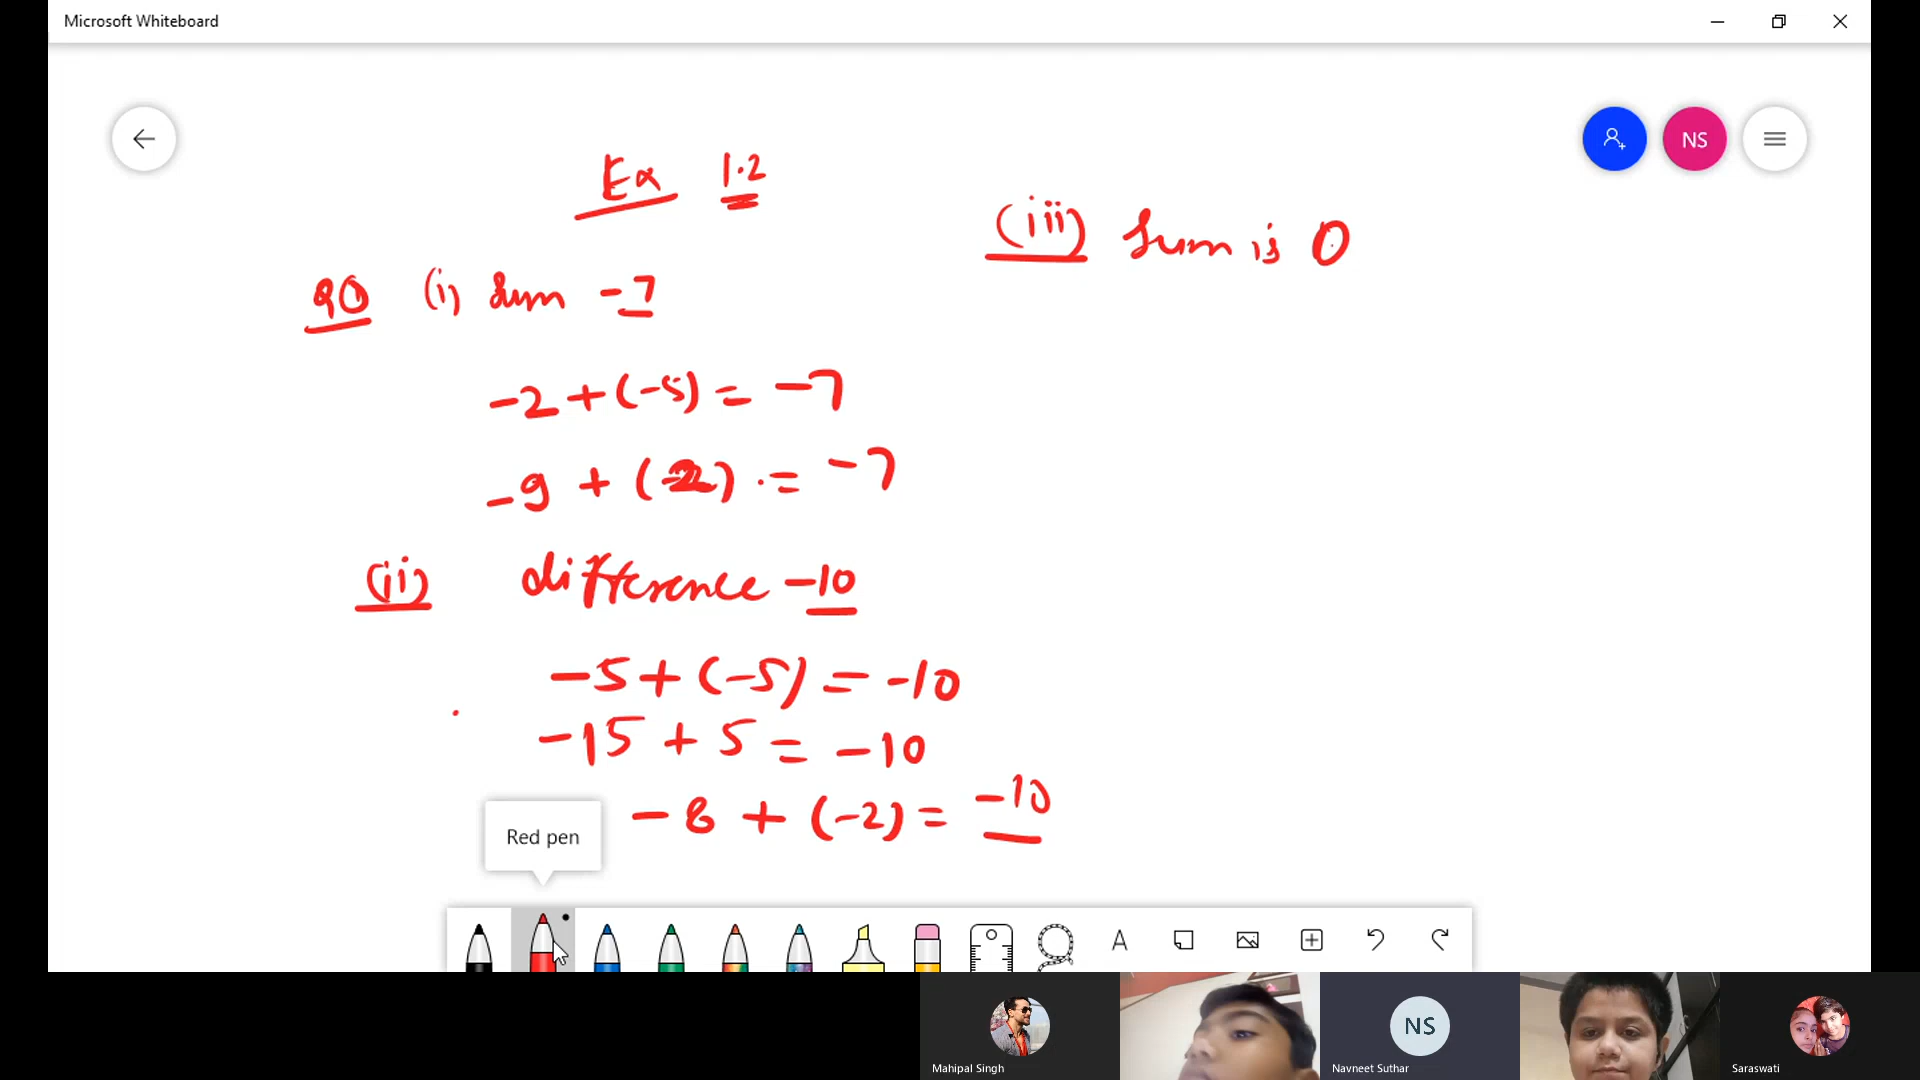 Microsoft Whiteboard
NS
Ex 1.2
Q① (i) Sum -7
-2 + (-5) = -7
-9 + ( ) = -7
(ii) difference -10
-5 + (-5) = -10
-15 + 5 = -10
-8 + (-2) = -10
(iii) Sum is 0
Red pen
A
NS
Mahipal Singh
Navneet Suthar
Saraswati